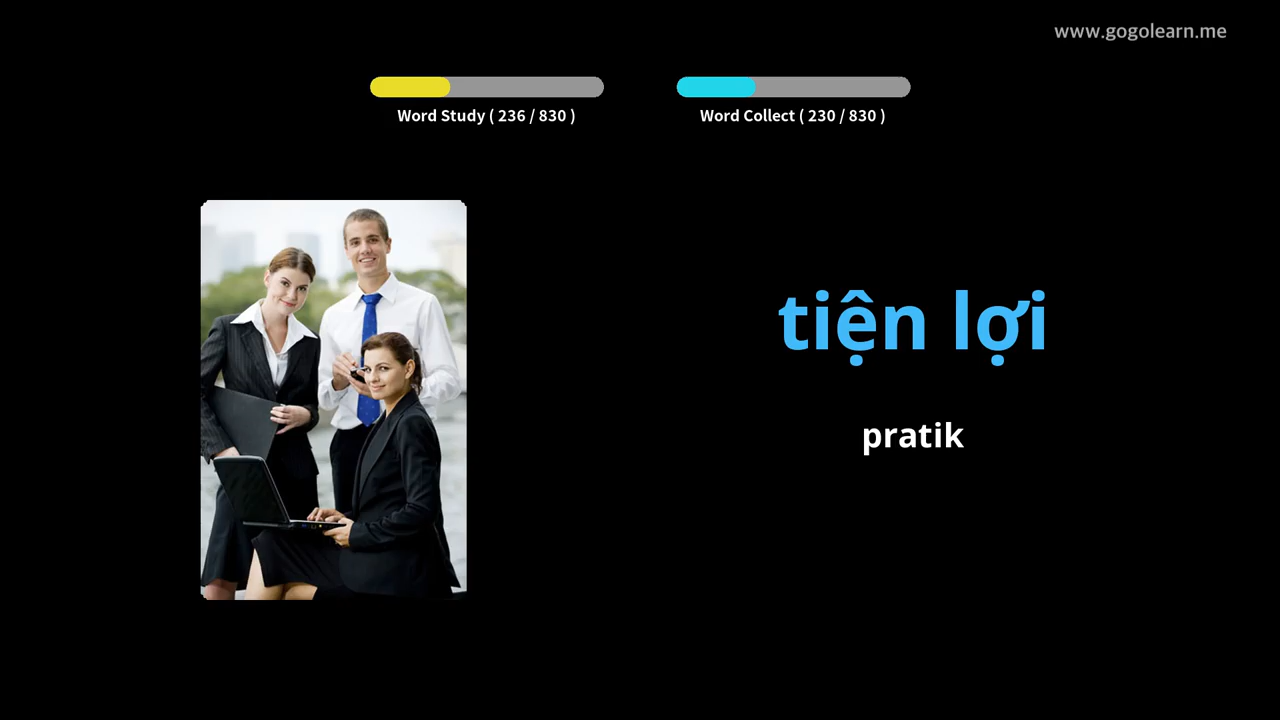 www.gogolearn.me
Word Study ( 236 / 830 )
Word Collect ( 230 / 830 )
tiện lợi
pratik